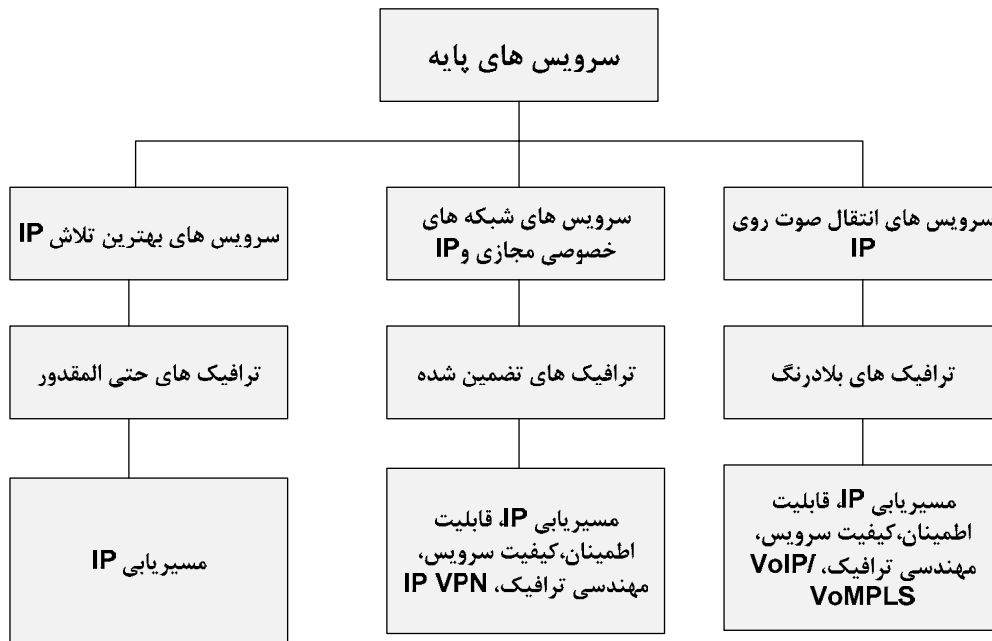 سرویس های پایه
سرویس های انتقال صوت روی
IP
سرویس های شبکه های
خصوصی مجازی وIP
سرویس های بهترین تلاش IP
ترافیک های بلادرنگ
ترافیک های تضمین شده
ترافیک های حتی المقدور
مسیریابی IP، قابلیت
اطمینان،کیفیت سرویس،
مهندسی ترافیک، VoIP/
VoMPLS
مسیریابی IP، قابلیت
اطمینان،کیفیت سرویس،
مهندسی ترافیک، IP VPN
مسیریابی IP